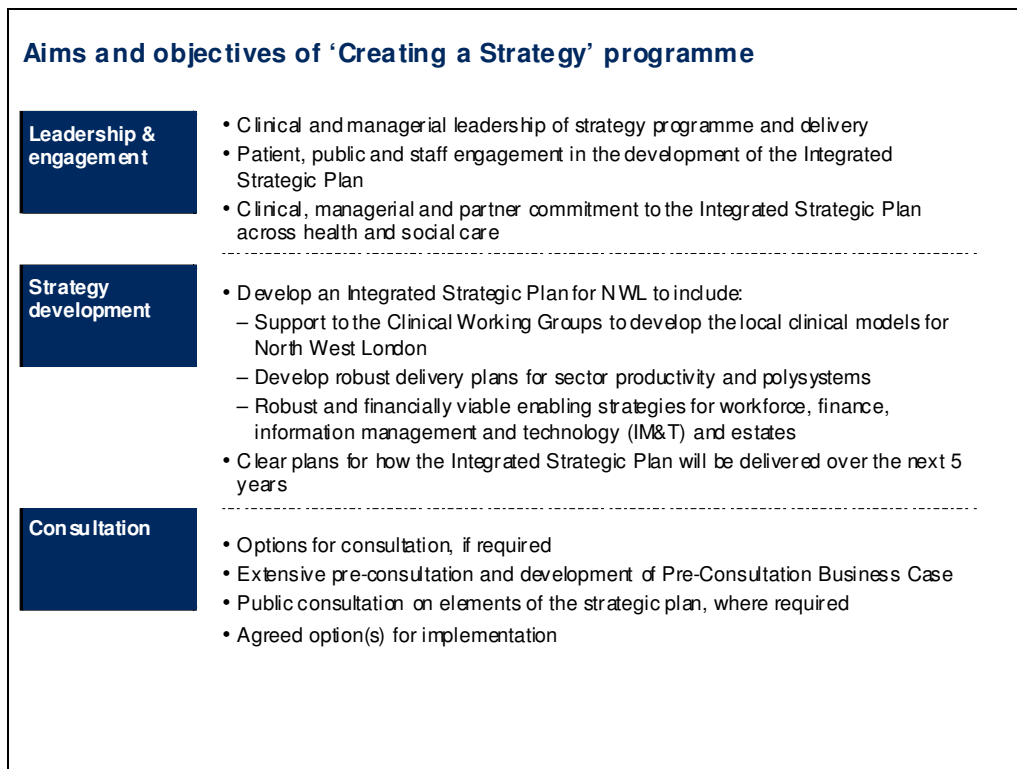 Aims and objectives of ‘Creating a Strategy’ programme
Leadership &
engagement
• Clinical and managerial leadership of strategy programme and delivery
• Patient, public and staff engagement in the development of the Integrated
Strategic Plan
• Clinical, managerial and partner commitment to the Integrated Strategic Plan
across health and social care
Strategy
development
• Develop an Integrated Strategic Plan for NWL to include:
– Support to the Clinical Working Groups to develop the local clinical models for
North West London
– Develop robust delivery plans for sector productivity and polysystems
– Robust and financially viable enabling strategies for workforce, finance,
information management and technology (IM&T) and estates
• Clear plans for how the Integrated Strategic Plan will be delivered over the next 5
years
Consultation
• Options for consultation, if required
• Extensive pre-consultation and development of Pre-Consultation Business Case
• Public consultation on elements of the strategic plan, where required
• Agreed option(s) for implementation